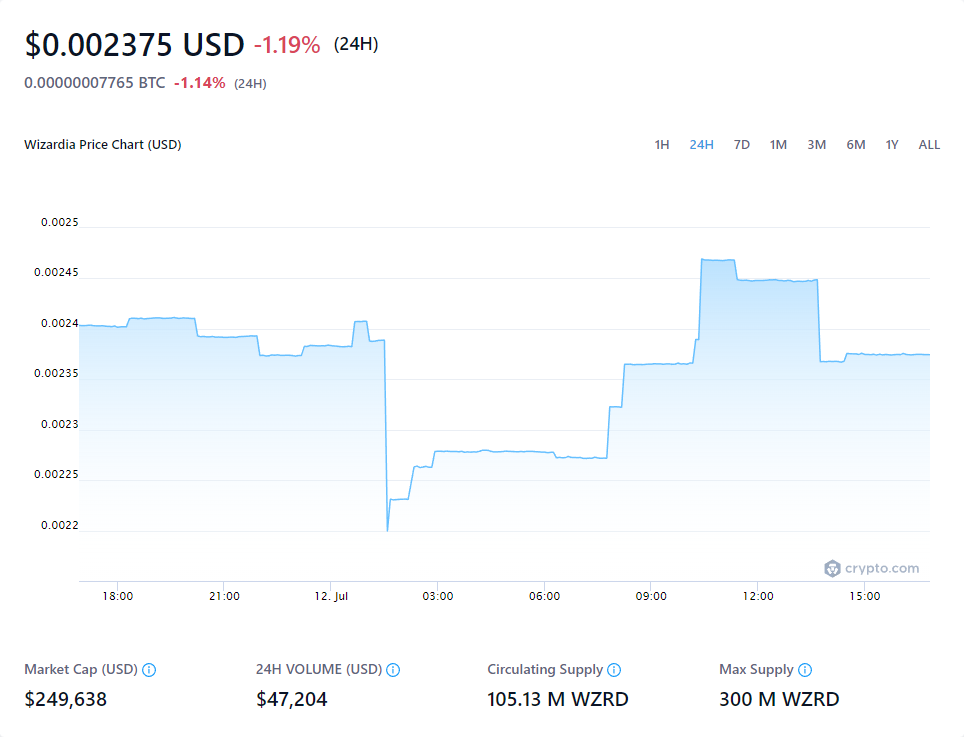 $0.002375 USD -1.19% (24H)
0.00000007765 BTC -1.14% (24H)
Wizardia Price Chart (USD) 1H 24H 7D 1M 3M 6M 1Y ALL
0.0025
0.00245
0.0024
0.00235
0.0023
0.00225
0.0022
crypto.com
18:00 21:00 12. Jul 03:00 06:00 09:00 12:00 15:00
Market Cap (USD) 24H VOLUME (USD) Circulating Supply Max Supply
$249,638 $47,204 105.13 M WZRD 300 M WZRD